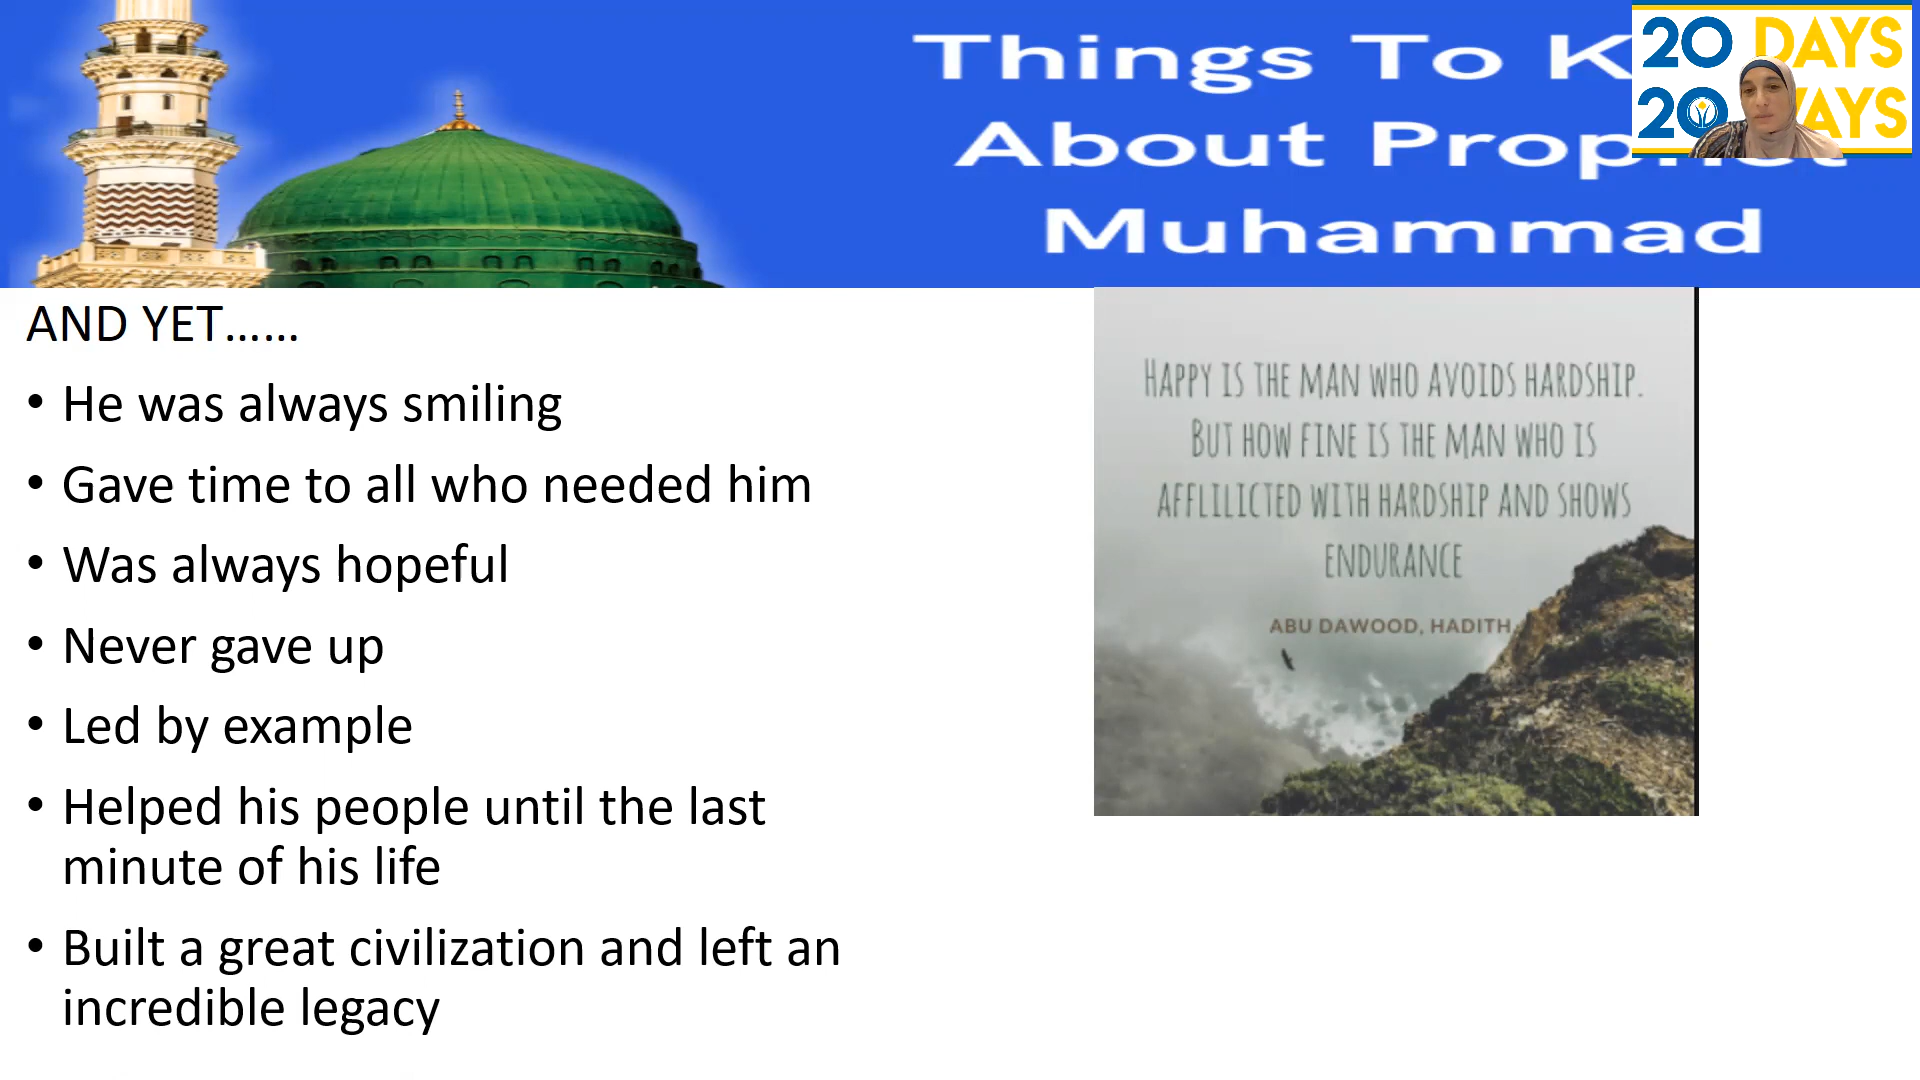 Things To K
About Prophet
Muhammad
20 DAYS
20 WAYS
AND YET......
• He was always smiling
• Gave time to all who needed him
• Was always hopeful
• Never gave up
• Led by example
• Helped his people until the last
minute of his life
• Built a great civilization and left an
incredible legacy
HAPPY IS THE MAN WHO AVOIDS HARDSHIP.
BUT HOW FINE IS THE MAN WHO IS
AFFLILICTED WITH HARDSHIP AND SHOWS
ENDURANCE
ABU DAWOOD, HADITH